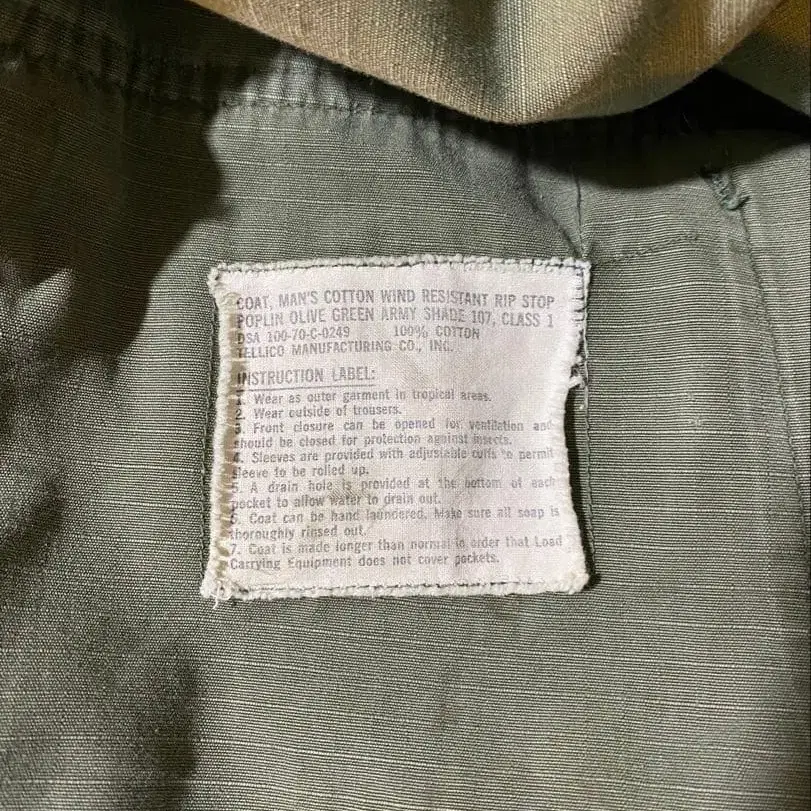 COAT, MAN'S COTTON WIND RESISTANT RIP STOP
POPLIN OLIVE GREEN ARMY SHADE 107, CLASS 1
DSA 100-70-C-0249 100% COTTON
TELLICO MANUFACTURING CO., INC.
INSTRUCTION LABEL:
1. Wear as outer garment in tropical areas.
2. Wear outside of trousers.
3. Front closure can be opened for ventilation and
should be closed for protection against insects.
4. Sleeves are provided with adjustable cuffs to permit
sleeve to be rolled up.
5. A drain hole is provided at the bottom of each
pocket to allow water to drain out.
6. Coat can be hand laundered. Make sure all soap is
thoroughly rinsed out.
7. Coat is made longer than normal in order that Load
Carrying Equipment does not cover pockets.